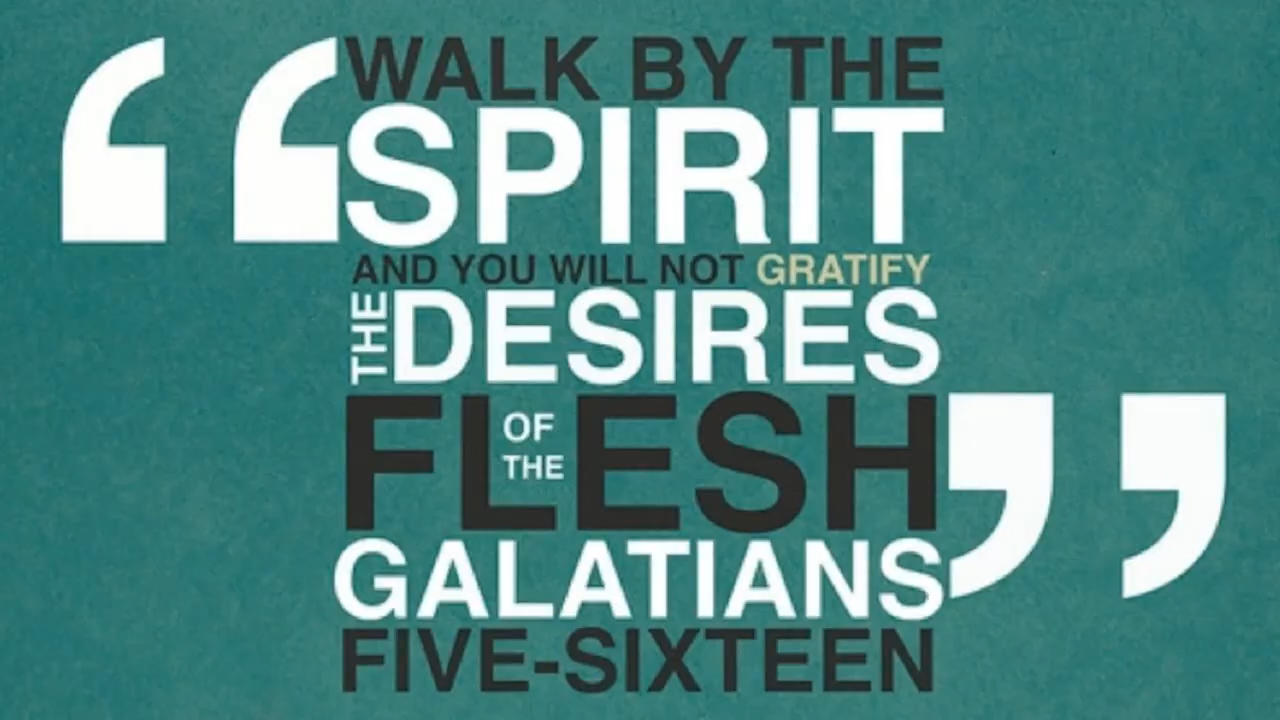 “WALK BY THE
SPIRIT
AND YOU WILL NOT GRATIFY
THE DESIRES
OF THE
FLESH”
GALATIANS
FIVE-SIXTEEN